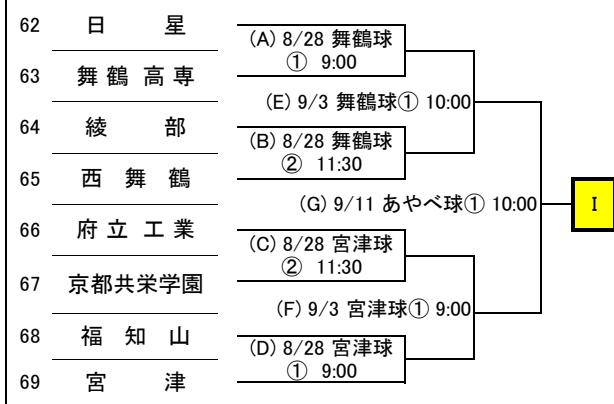 62 日 星
(A) 8/28 舞鶴球
① 9:00
63 舞鶴高専
(E) 9/3 舞鶴球① 10:00
64 綾 部
(B) 8/28 舞鶴球
② 11:30
65 西舞鶴
(G) 9/11 あやべ球① 10:00
I
66 府立工業
(C) 8/28 宮津球
② 11:30
67 京都共栄学園
(F) 9/3 宮津球① 9:00
68 福知山
(D) 8/28 宮津球
① 9:00
69 宮 津